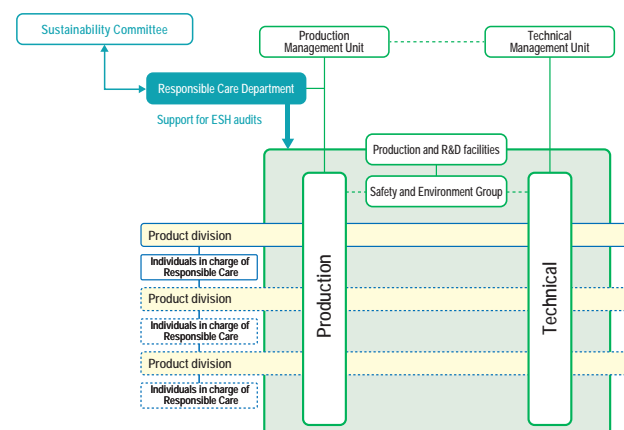 Sustainability Committee
Production
Management Unit
Technical
Management Unit
Responsible Care Department
Support for ESH audits
Production and R&D facilities
Safety and Environment Group
Production
Technical
Product division
Individuals in charge of
Responsible Care
Product division
Individuals in charge of
Responsible Care
Product division
Individuals in charge of
Responsible Care